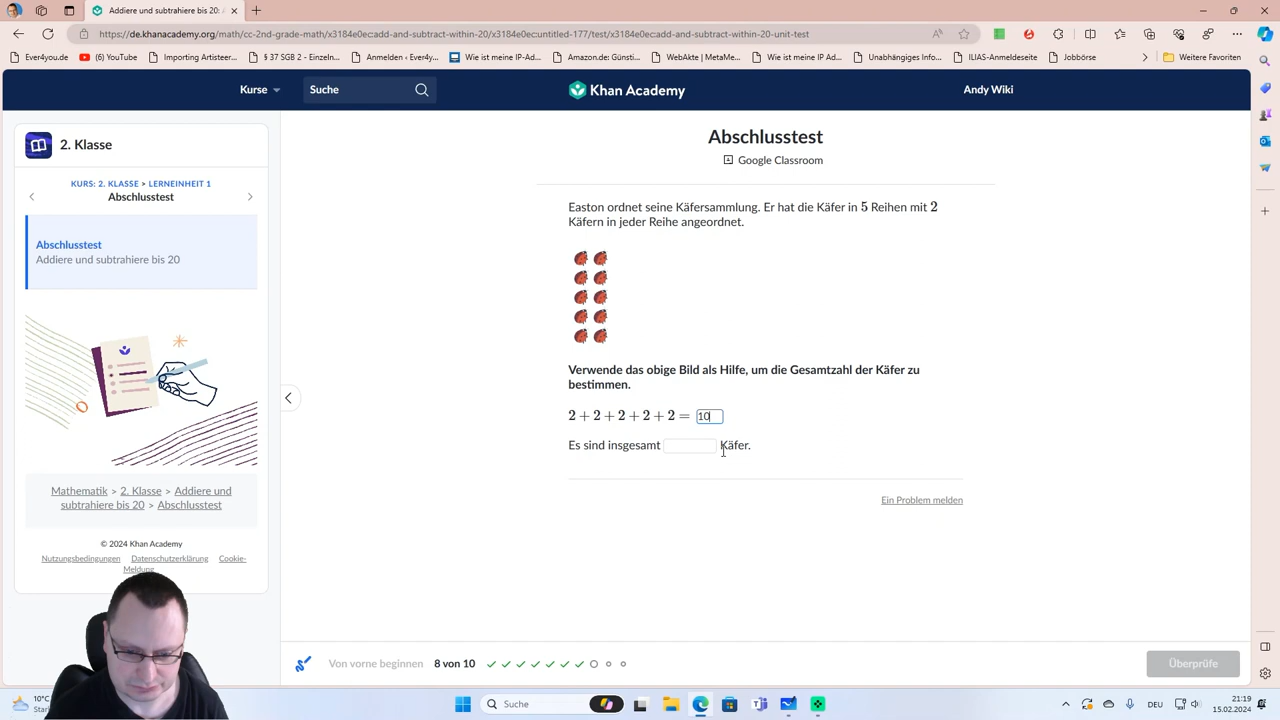 Addiere und subtrahiere bis 20:
https://de.khanacademy.org/math/cc-2nd-grade-math/x3184e0ec:add-and-subtract-within-20/x3184e0ec:untitled-177/test/x3184e0ec:add-and-subtract-within-20-unit-test
Ever4you.de
(6) YouTube
Importing Artisteer...
§ 37 SGB 2 - Einzeln...
Anmelden ‹ Ever4y...
Wie ist meine IP-Ad...
Amazon.de: Günsti...
WebAkte | MetaMe...
Wie ist meine IP-Ad...
Unabhängiges Info...
ILIAS-Anmeldeseite
Jobbörse
Weitere Favoriten
Kurse
Suche
Khan Academy
Andy Wiki
2. Klasse
KURS: 2. KLASSE > LERNEINHEIT 1
Abschlusstest
Abschlusstest
Addiere und subtrahiere bis 20
Mathematik > 2. Klasse > Addiere und
subtrahiere bis 20 > Abschlusstest
© 2024 Khan Academy
Nutzungsbedingungen Datenschutzerklärung Cookie-
Meldung
Abschlusstest
Google Classroom
Easton ordnet seine Käfersammlung. Er hat die Käfer in 5 Reihen mit 2
Käfern in jeder Reihe angeordnet.
Verwende das obige Bild als Hilfe, um die Gesamtzahl der Käfer zu
bestimmen.
2 + 2 + 2 + 2 + 2 = 10
Es sind insgesamt Käfer.
Ein Problem melden
Von vorne beginnen
8 von 10
Überprüfe
10°C
Suche
DEU
21:19
15.02.2024